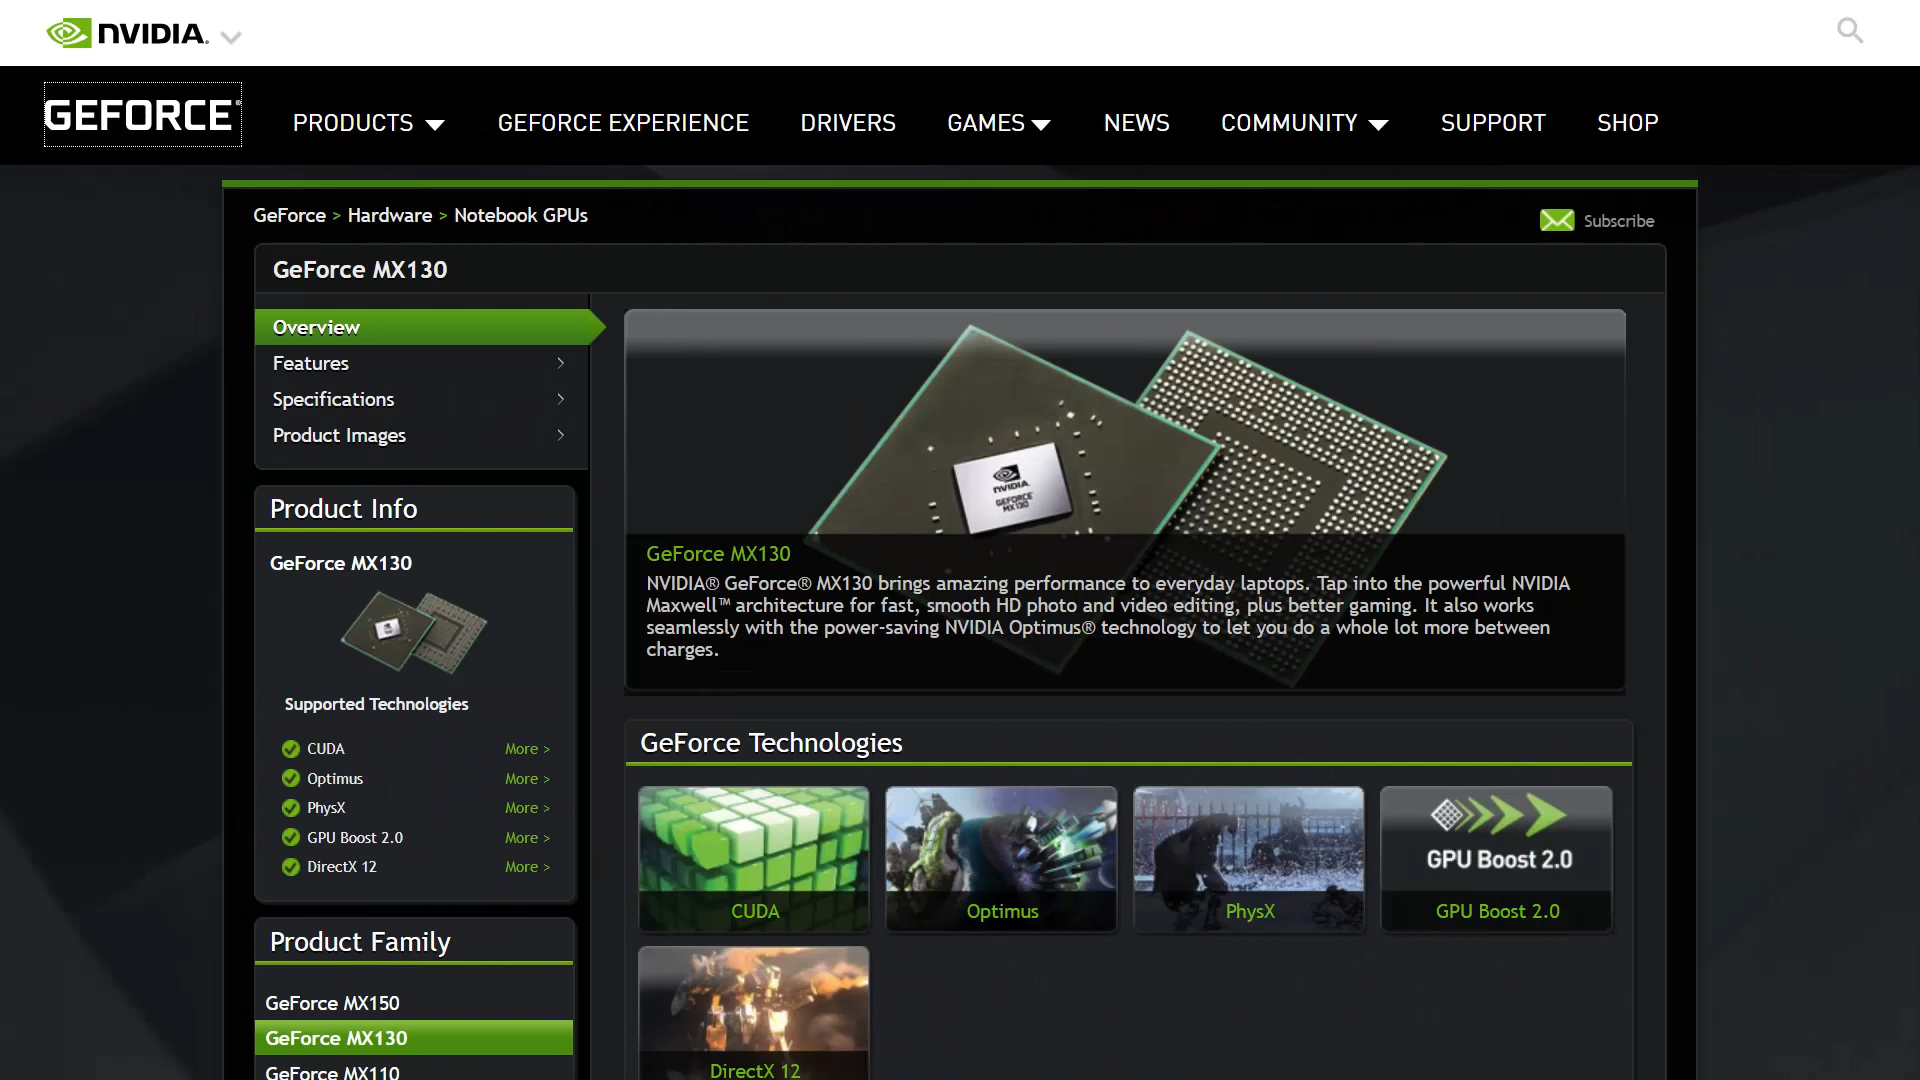 NVIDIA.
GEFORCE®
PRODUCTS
GEFORCE EXPERIENCE
DRIVERS
GAMES
NEWS
COMMUNITY
SUPPORT
SHOP
GeForce > Hardware > Notebook GPUs
Subscribe
GeForce MX130
Overview
Features
Specifications
Product Images
Product Info
GeForce MX130
Supported Technologies
CUDA More >
Optimus More >
PhysX More >
GPU Boost 2.0 More >
DirectX 12 More >
Product Family
GeForce MX150
GeForce MX130
GeForce MX110
NVIDIA.
GEFORCE®
MX130
GeForce MX130
NVIDIA® GeForce® MX130 brings amazing performance to everyday laptops. Tap into the powerful NVIDIA
Maxwell™ architecture for fast, smooth HD photo and video editing, plus better gaming. It also works
seamlessly with the power-saving NVIDIA Optimus® technology to let you do a whole lot more between
charges.
GeForce Technologies
CUDA
Optimus
PhysX
GPU Boost 2.0
GPU Boost 2.0
DirectX 12